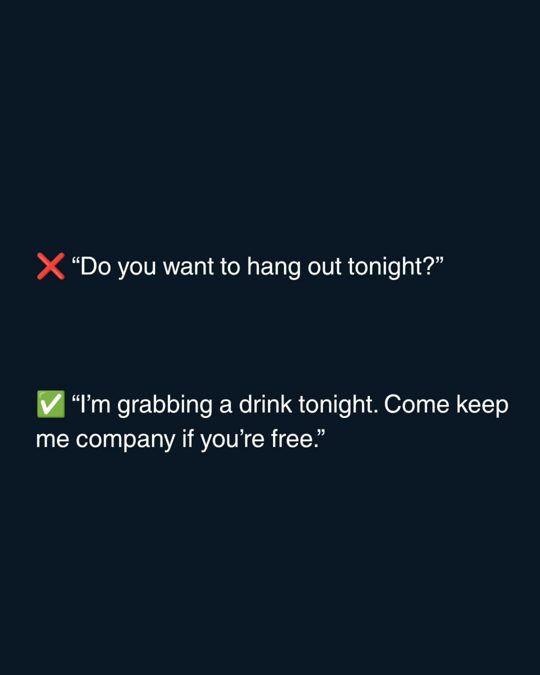 ❌ “Do you want to hang out tonight?”
✅ “I’m grabbing a drink tonight. Come keep
me company if you’re free.”